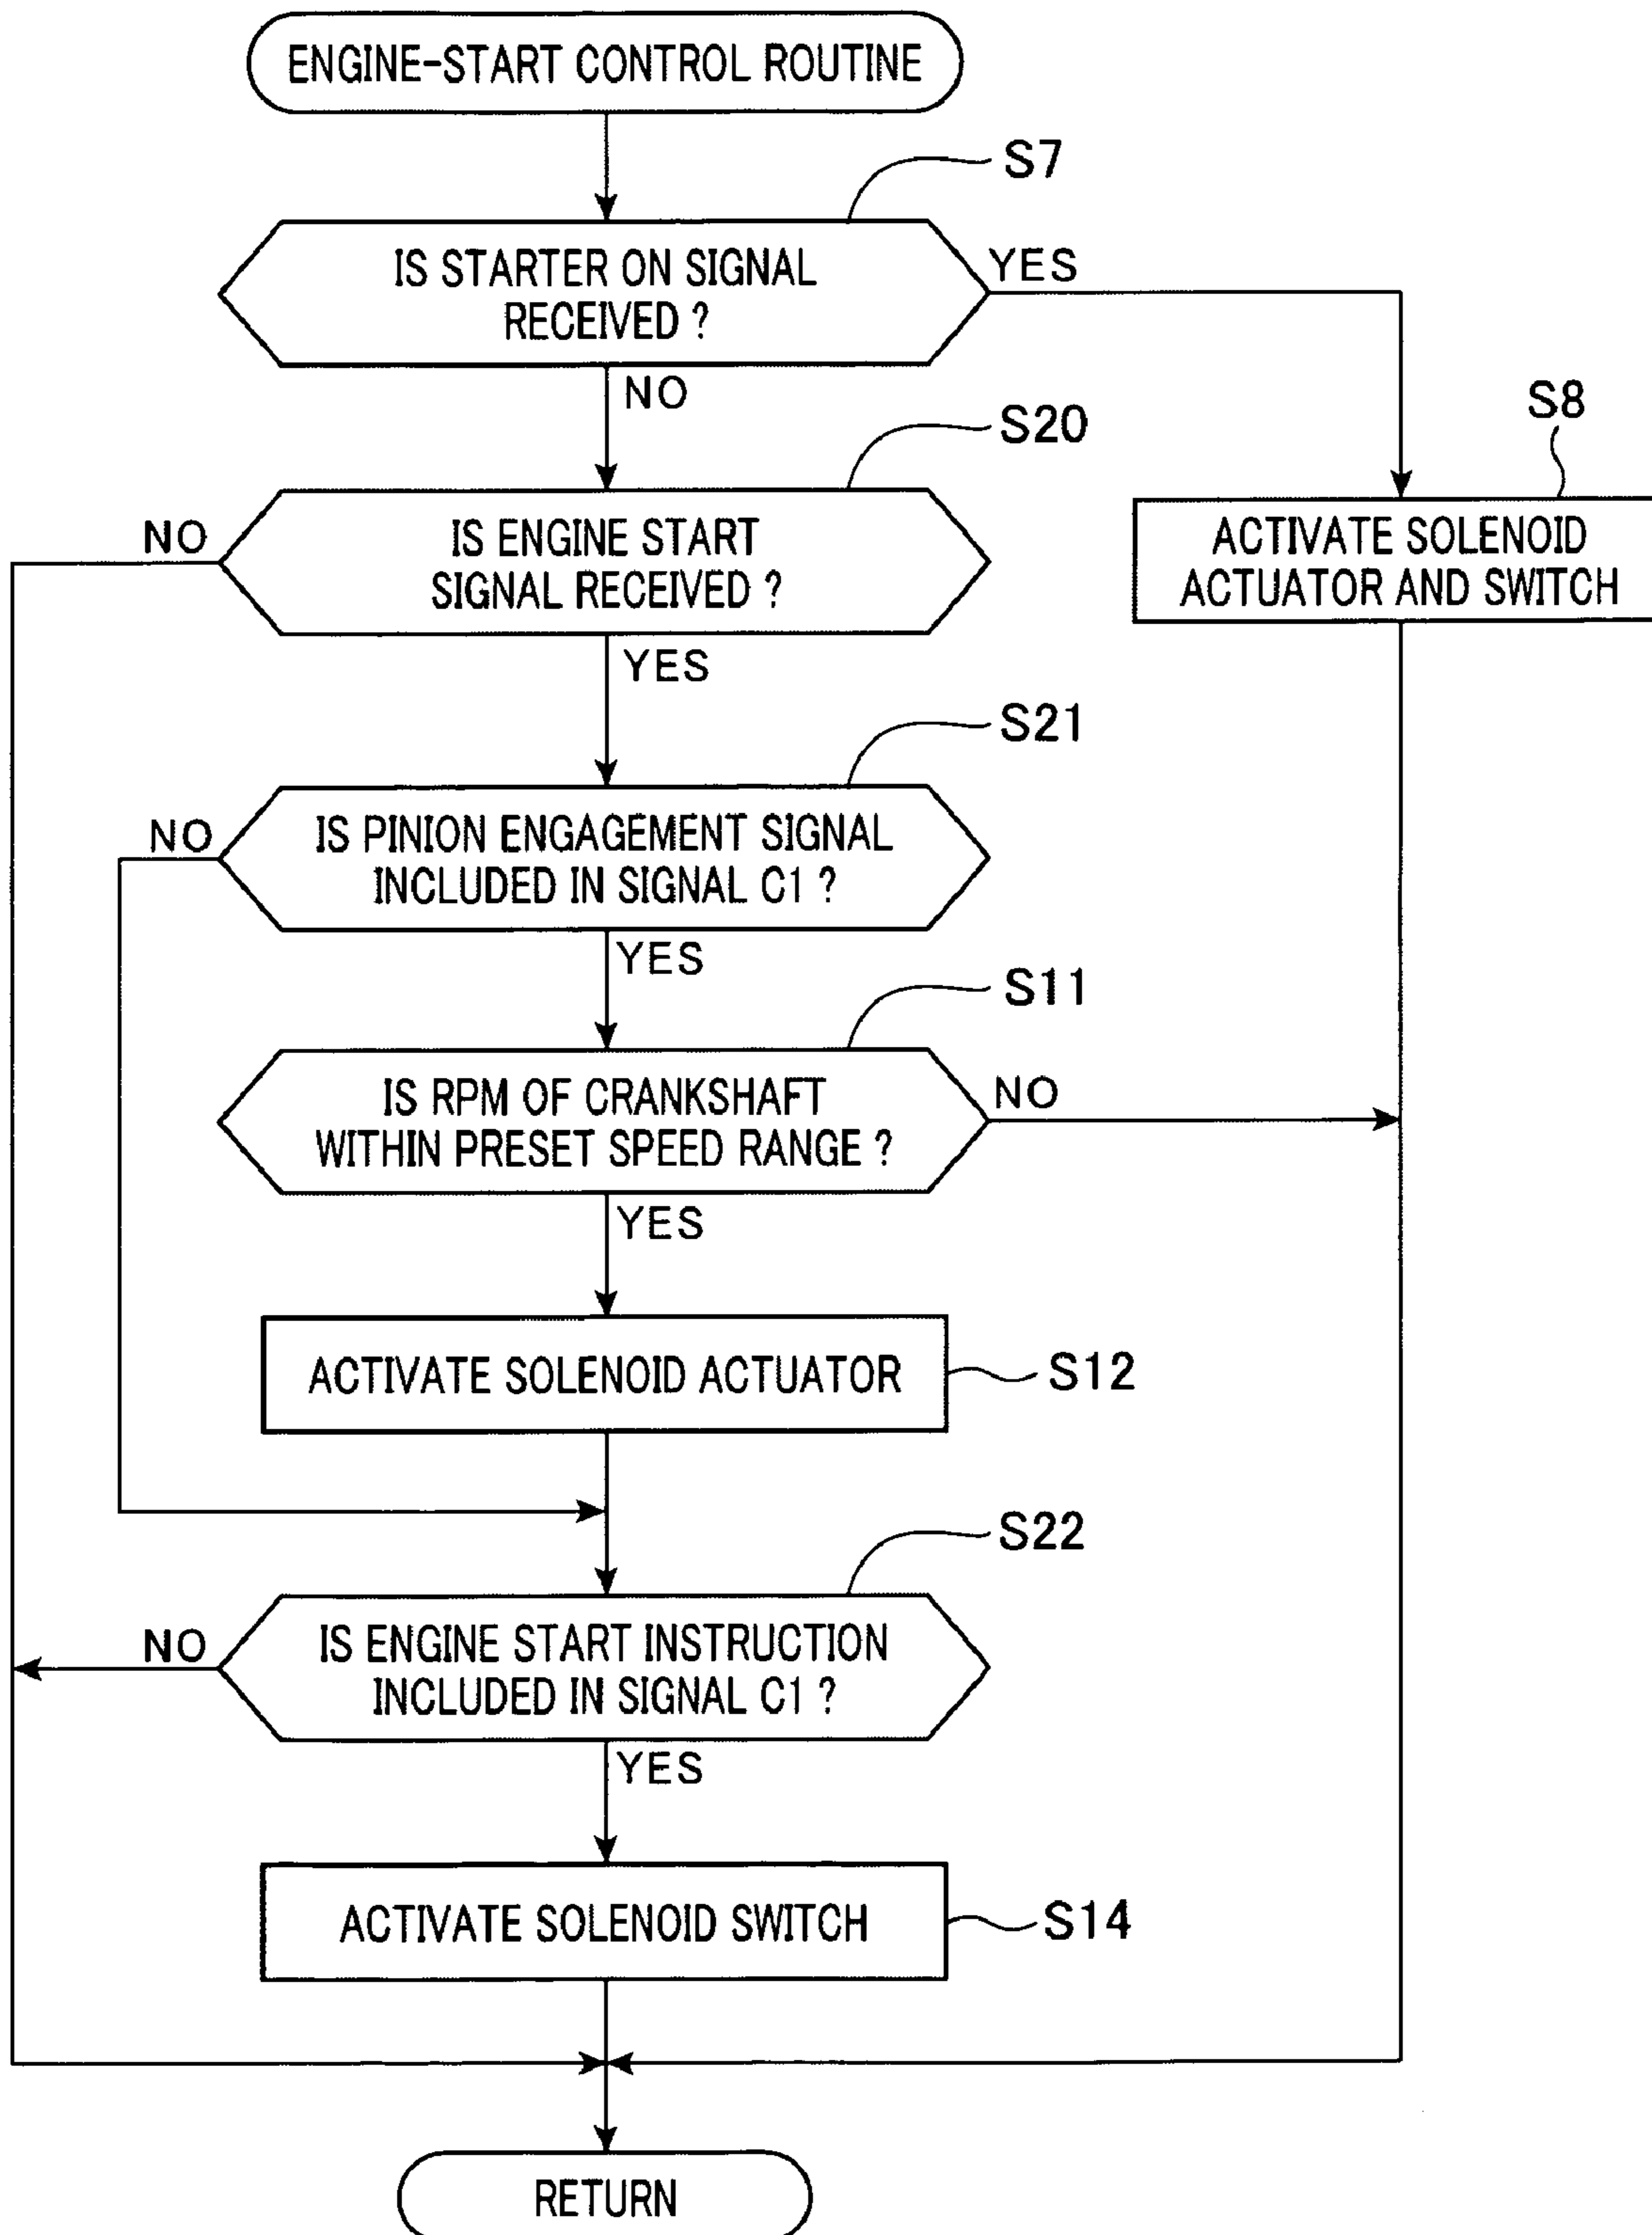 ENGINE-START CONTROL ROUTINE
S7
IS STARTER ON SIGNAL
RECEIVED ?
YES
NO
S8
ACTIVATE SOLENOID
ACTUATOR AND SWITCH
S20
NO
IS ENGINE START
SIGNAL RECEIVED ?
YES
S21
NO
IS PINION ENGAGEMENT SIGNAL
INCLUDED IN SIGNAL C1 ?
YES
S11
IS RPM OF CRANKSHAFT
WITHIN PRESET SPEED RANGE ?
NO
YES
ACTIVATE SOLENOID ACTUATOR
S12
S22
NO
IS ENGINE START INSTRUCTION
INCLUDED IN SIGNAL C1 ?
YES
ACTIVATE SOLENOID SWITCH
S14
RETURN